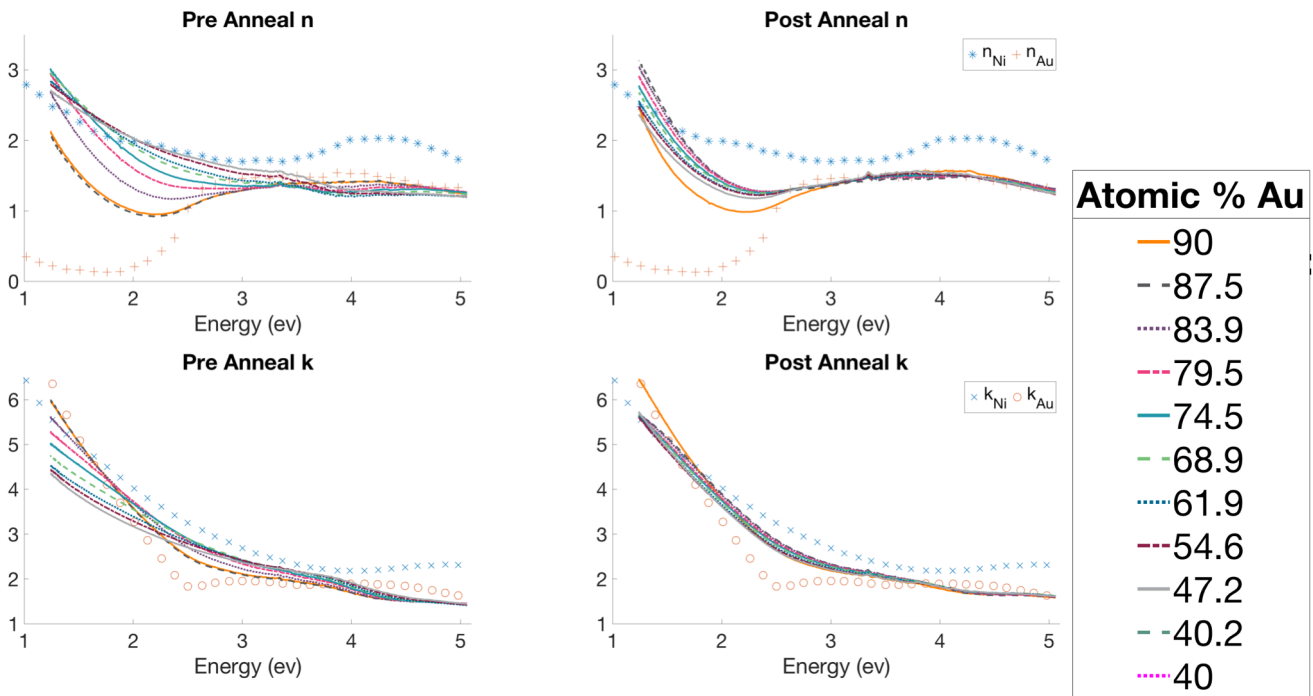 Pre Anneal n
3
2
1
0
1 2 3 4 5
Energy (ev)
Post Anneal n
n_Ni n_Au
3
2
1
0
1 2 3 4 5
Energy (ev)
Pre Anneal k
6
5
4
3
2
1
1 2 3 4 5
Energy (ev)
Post Anneal k
k_Ni k_Au
6
5
4
3
2
1
1 2 3 4 5
Energy (ev)
Atomic % Au
90
87.5
83.9
79.5
74.5
68.9
61.9
54.6
47.2
40.2
40